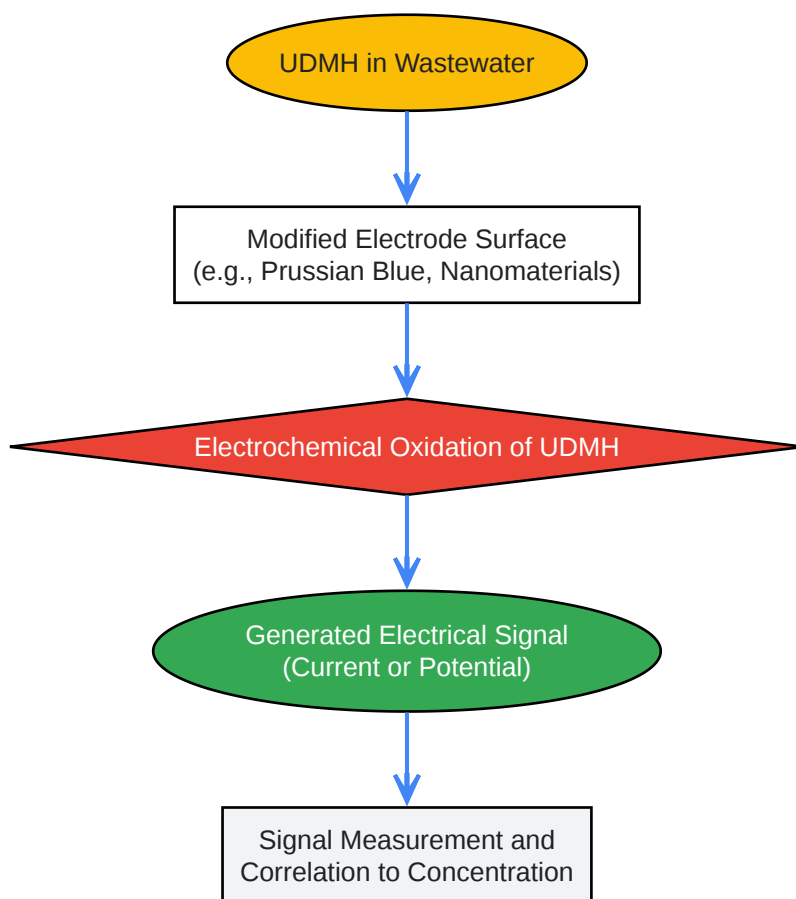 UDMH in Wastewater
Modified Electrode Surface
(e.g., Prussian Blue, Nanomaterials)
Electrochemical Oxidation of UDMH
Generated Electrical Signal
(Current or Potential)
Signal Measurement and
Correlation to Concentration